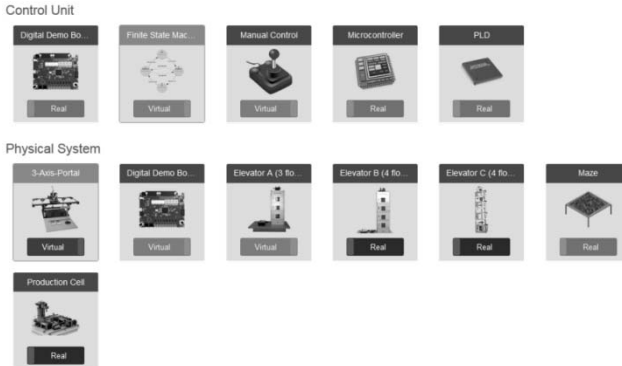 Control Unit
Digital Demo Bo... Finite State Mac... Manual Control Microcontroller PLD
Real Virtual Virtual Real Real
Physical System
3-Axis-Portal Digital Demo Bo... Elevator A (3 flo... Elevator B (4 flo... Elevator C (4 flo... Maze
Virtual Virtual Virtual Real Real Real
Production Cell
Real